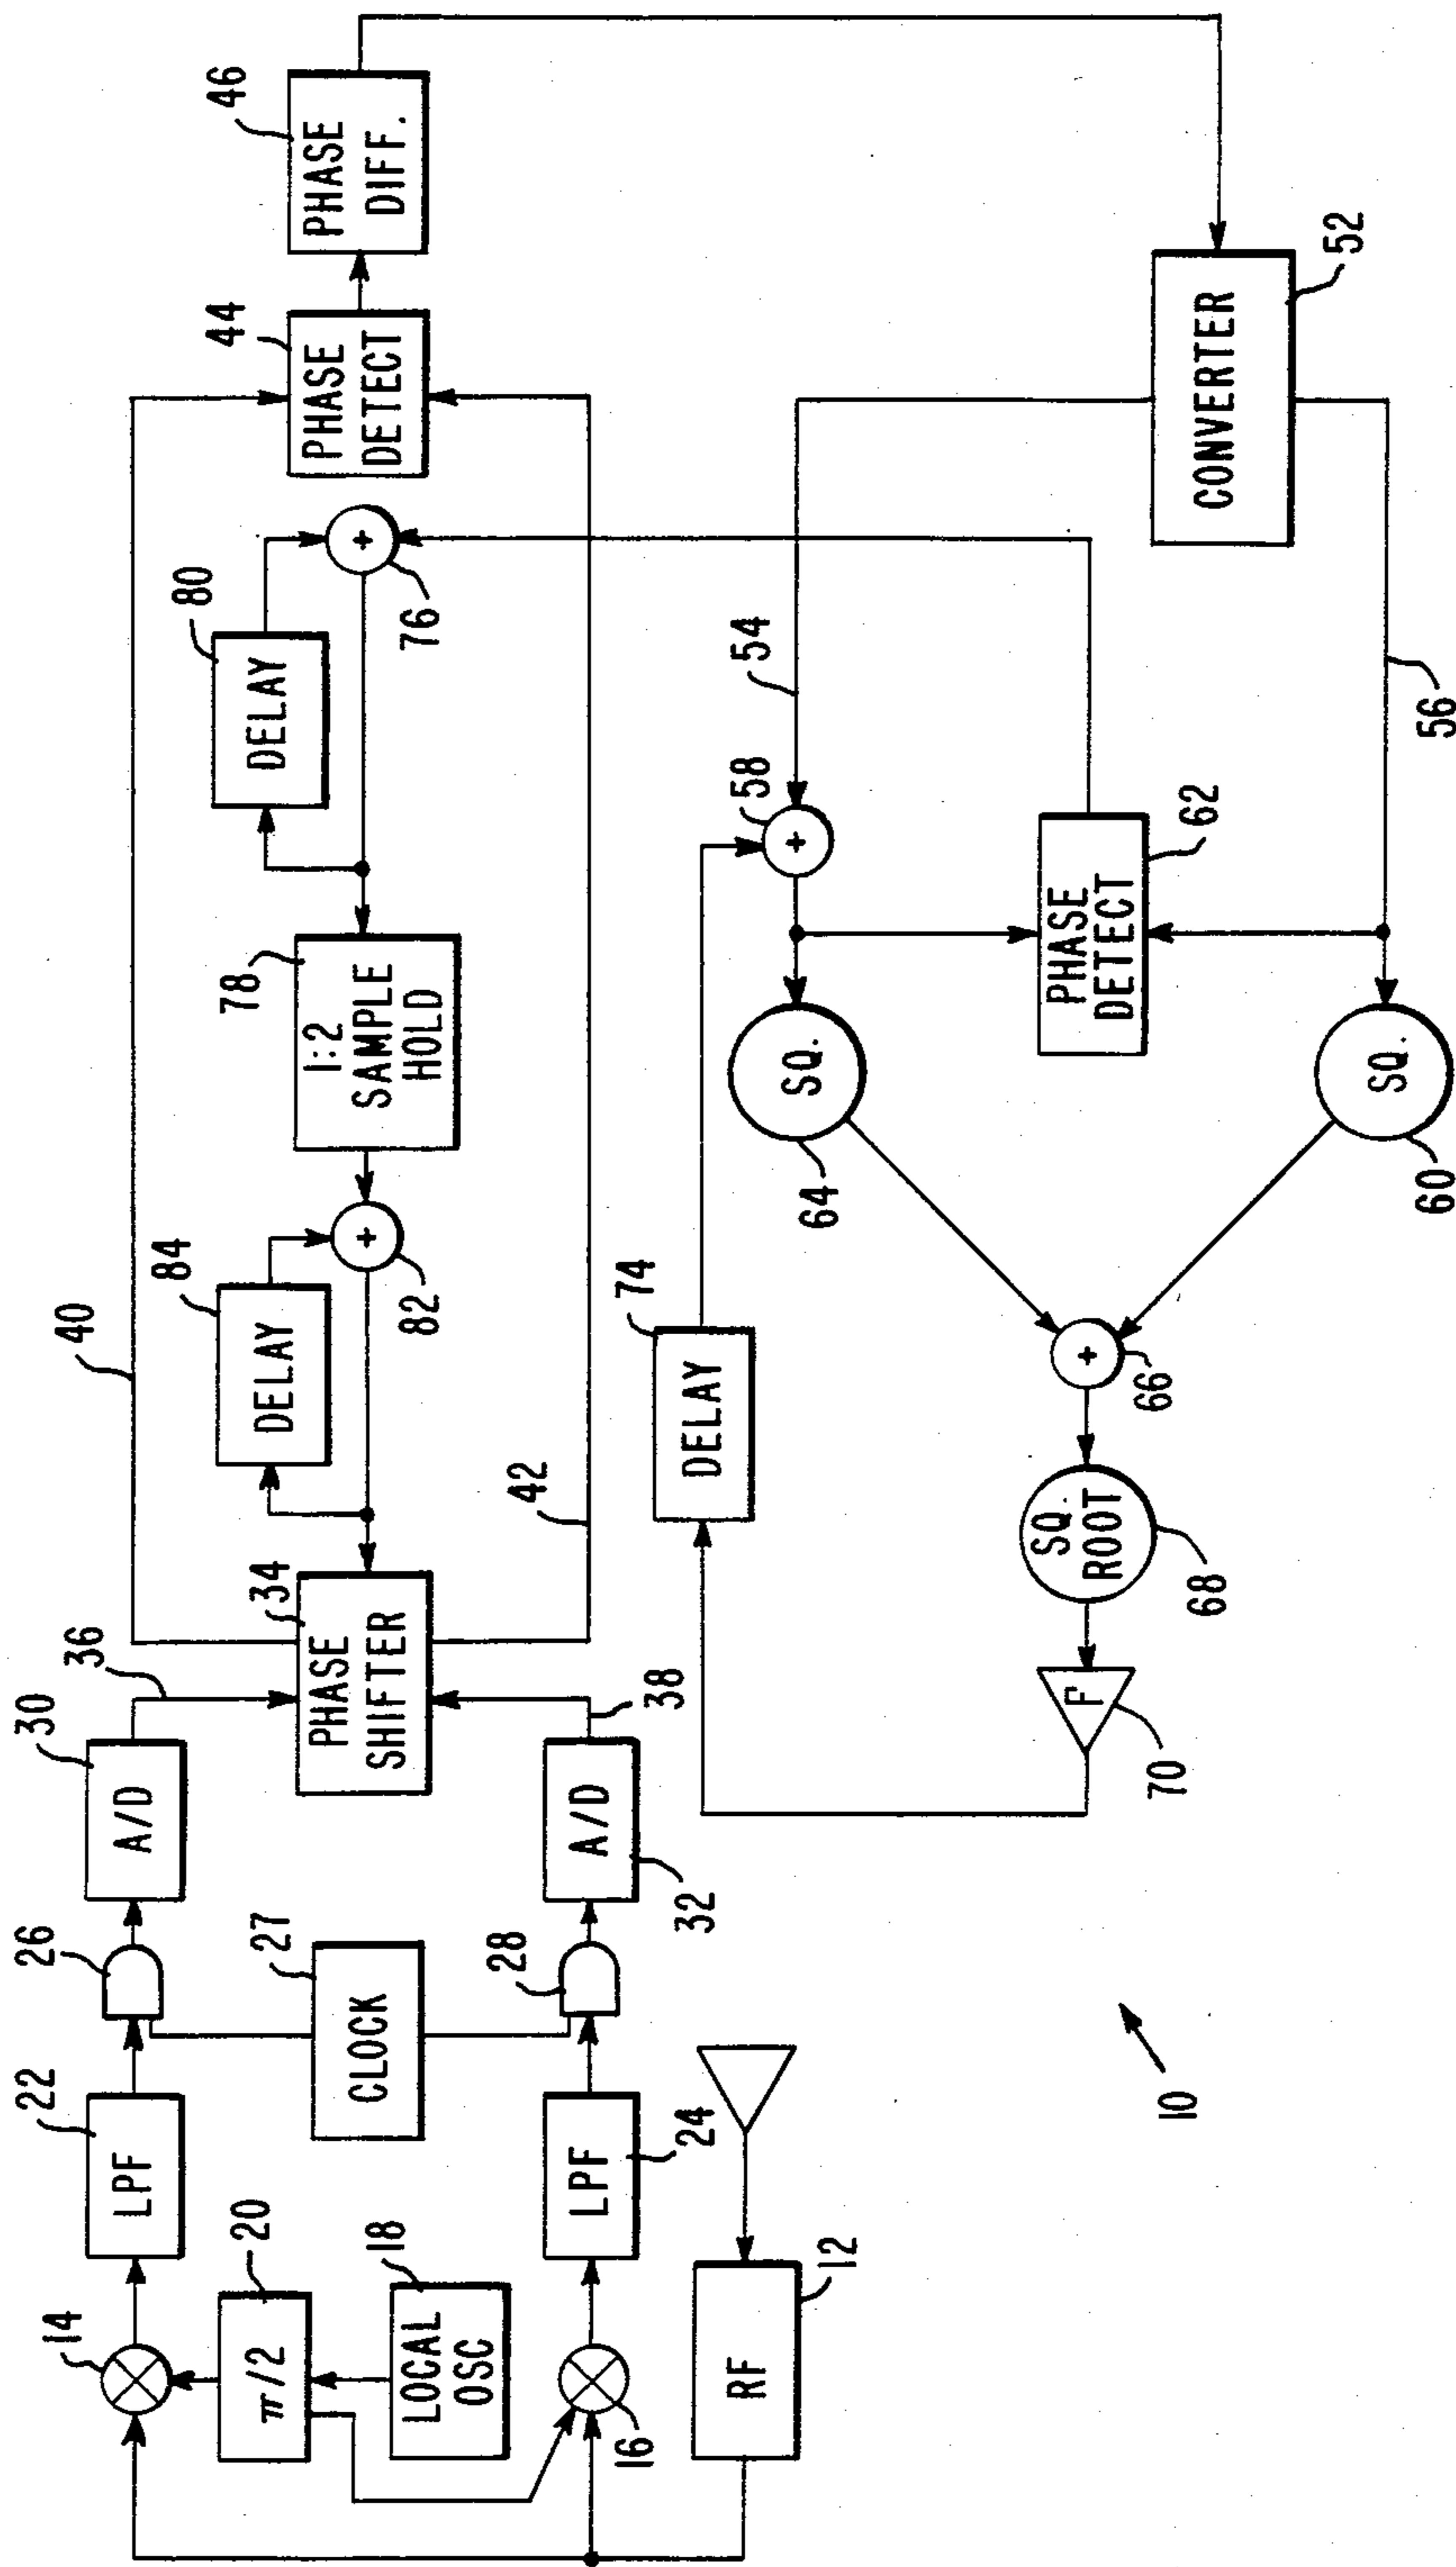 14
20
π/2
18
LOCAL
OSC
16
12
RF
22
LPF
24
LPF
26
27
CLOCK
28
30
A/D
32
A/D
36
38
34
PHASE
SHIFTER
40
42
84
DELAY
82
78
1:2
SAMPLE
HOLD
80
DELAY
+
76
+
44
PHASE
DETECT
46
PHASE
DIFF.
10
70
Γ
68
SQ.
ROOT
66
+
74
DELAY
64
SQ.
60
SQ.
58
+
62
PHASE
DETECT
54
56
CONVERTER
52